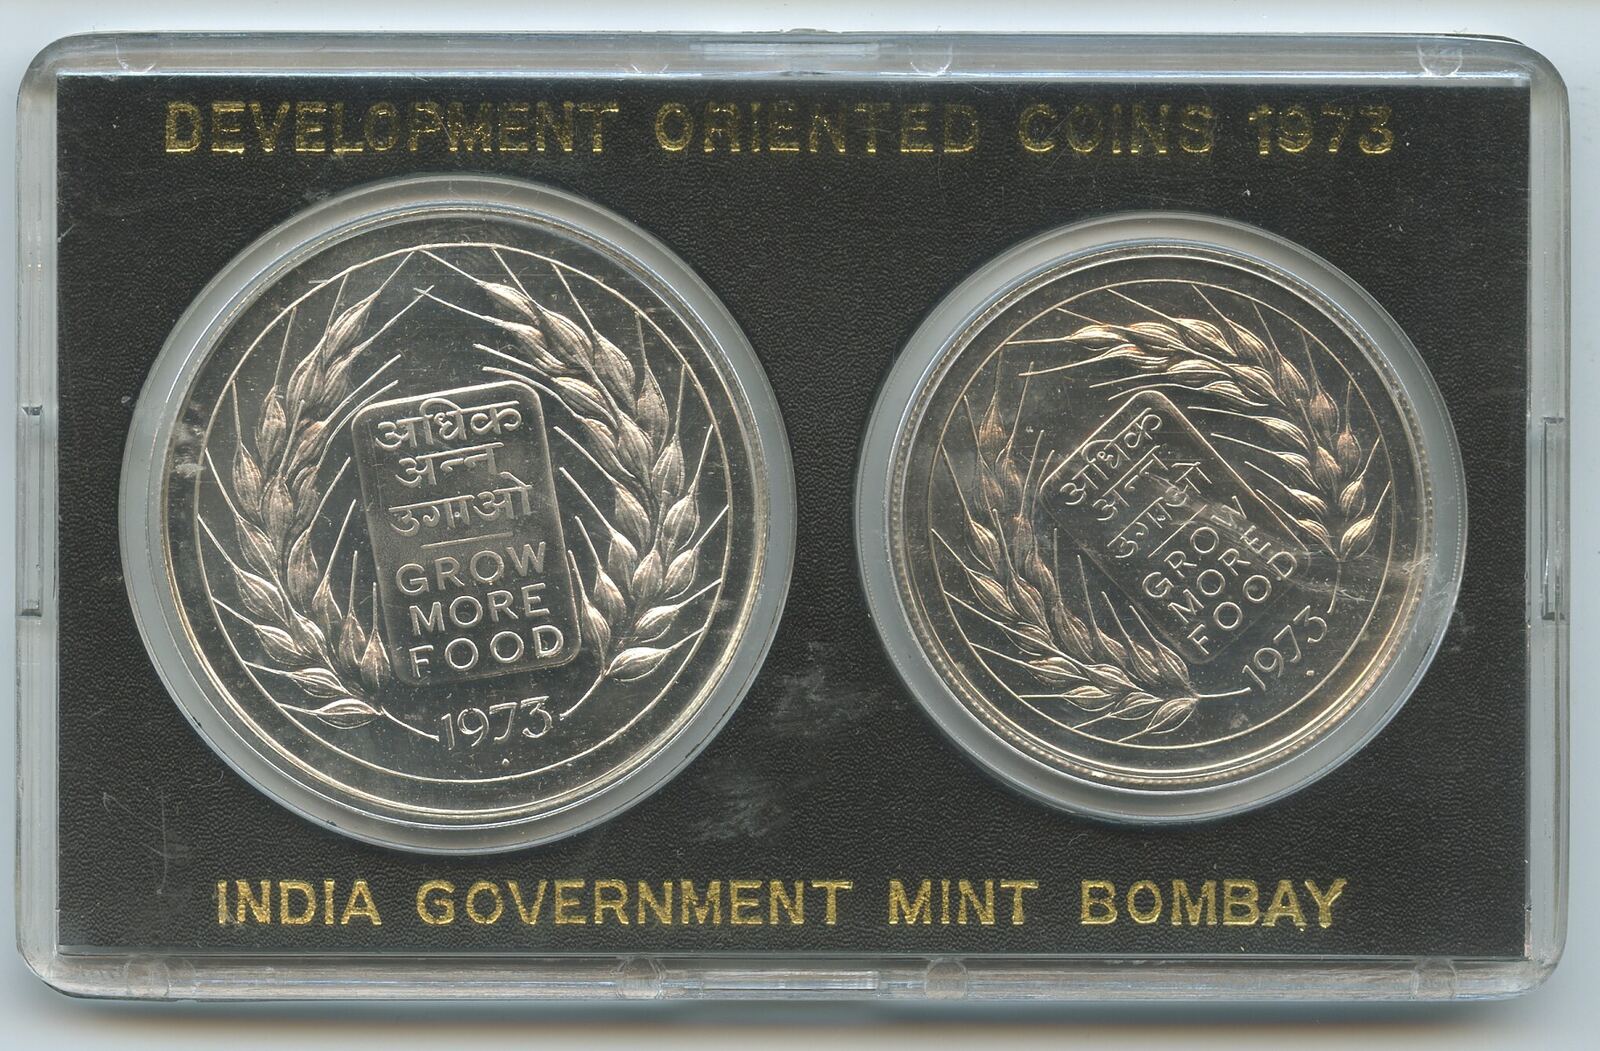 DEVELOPMENT ORIENTED COINS 1973
अधिक
अन्न
उगाओ
GROW
MORE
FOOD
1973
अधिक
अन्न
उगाओ
GROW
MORE
FOOD
1973
INDIA GOVERNMENT MINT BOMBAY